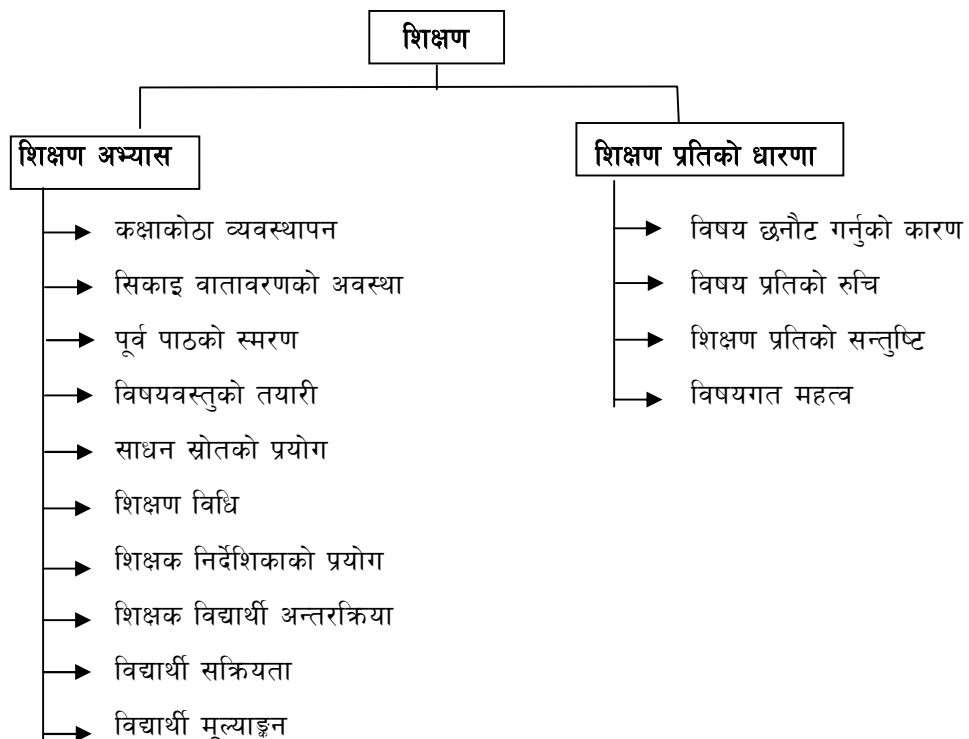 शिक्षण
शिक्षण अभ्यास
कक्षाकोठा व्यवस्थापन
सिकाइ वातावरणको अवस्था
पूर्व पाठको स्मरण
विषयवस्तुको तयारी
साधन स्रोतको प्रयोग
शिक्षण विधि
शिक्षक निर्देशिकाको प्रयोग
शिक्षक विद्यार्थी अन्तरक्रिया
विद्यार्थी सक्रियता
विद्यार्थी मूल्याङ्कन
शिक्षण प्रतिको धारणा
विषय छनौट गर्नुको कारण
विषय प्रतिको रुचि
शिक्षण प्रतिको सन्तुष्टि
विषयगत महत्व